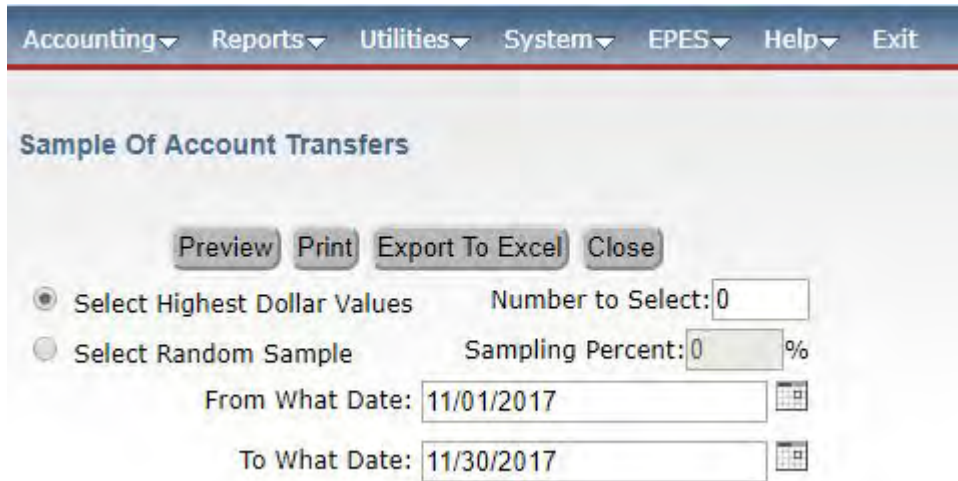 Accounting Reports Utilities System EPES Help Exit
Sample Of Account Transfers
Preview Print Export To Excel Close
Select Highest Dollar Values Number to Select: 0
Select Random Sample Sampling Percent: 0 %
From What Date: 11/01/2017
To What Date: 11/30/2017